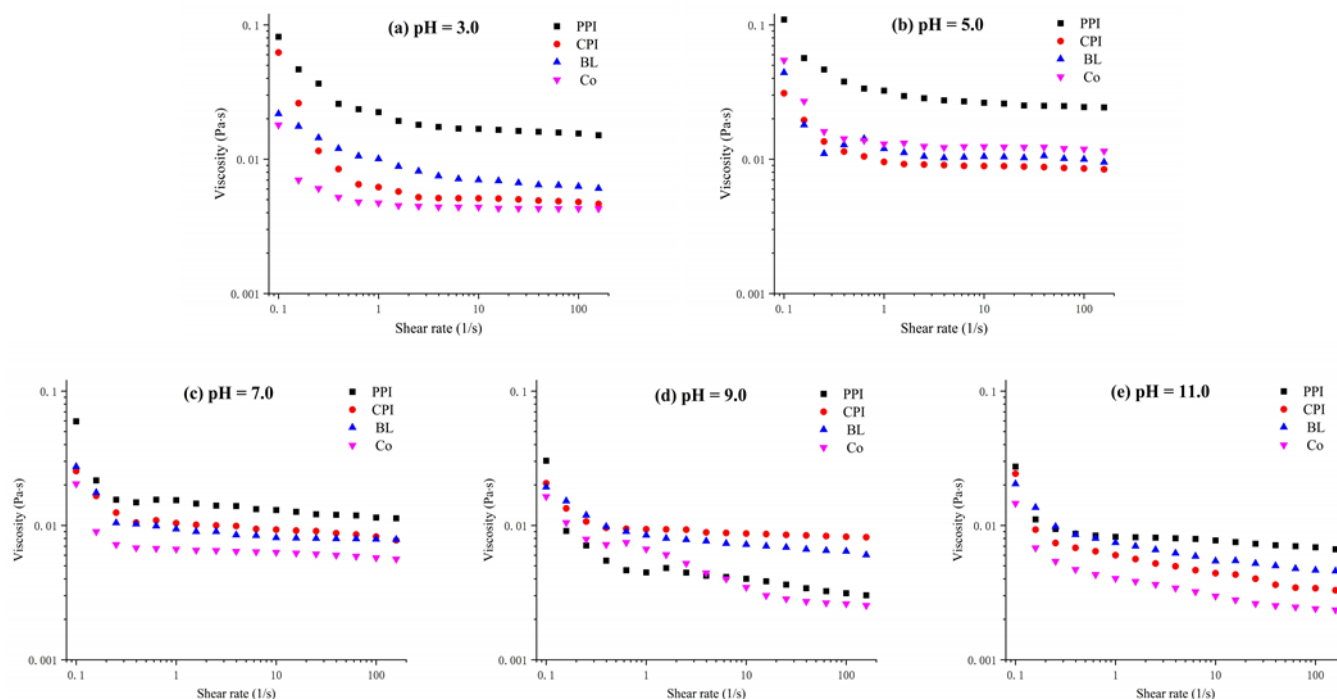 (a) pH = 3.0
PPI
CPI
BL
Co
0.1
0.01
0.001
Viscosity (Pa·s)
0.1
1
10
100
Shear rate (1/s)
(b) pH = 5.0
PPI
CPI
BL
Co
0.1
0.01
0.001
Viscosity (Pa·s)
0.1
1
10
100
Shear rate (1/s)
(c) pH = 7.0
PPI
CPI
BL
Co
0.1
0.01
0.001
Viscosity (Pa·s)
0.1
1
10
100
Shear rate (1/s)
(d) pH = 9.0
PPI
CPI
BL
Co
0.1
0.01
0.001
Viscosity (Pa·s)
0.1
1
10
100
Shear rate (1/s)
(e) pH = 11.0
PPI
CPI
BL
Co
0.1
0.01
0.001
Viscosity (Pa·s)
0.1
1
10
100
Shear rate (1/s)